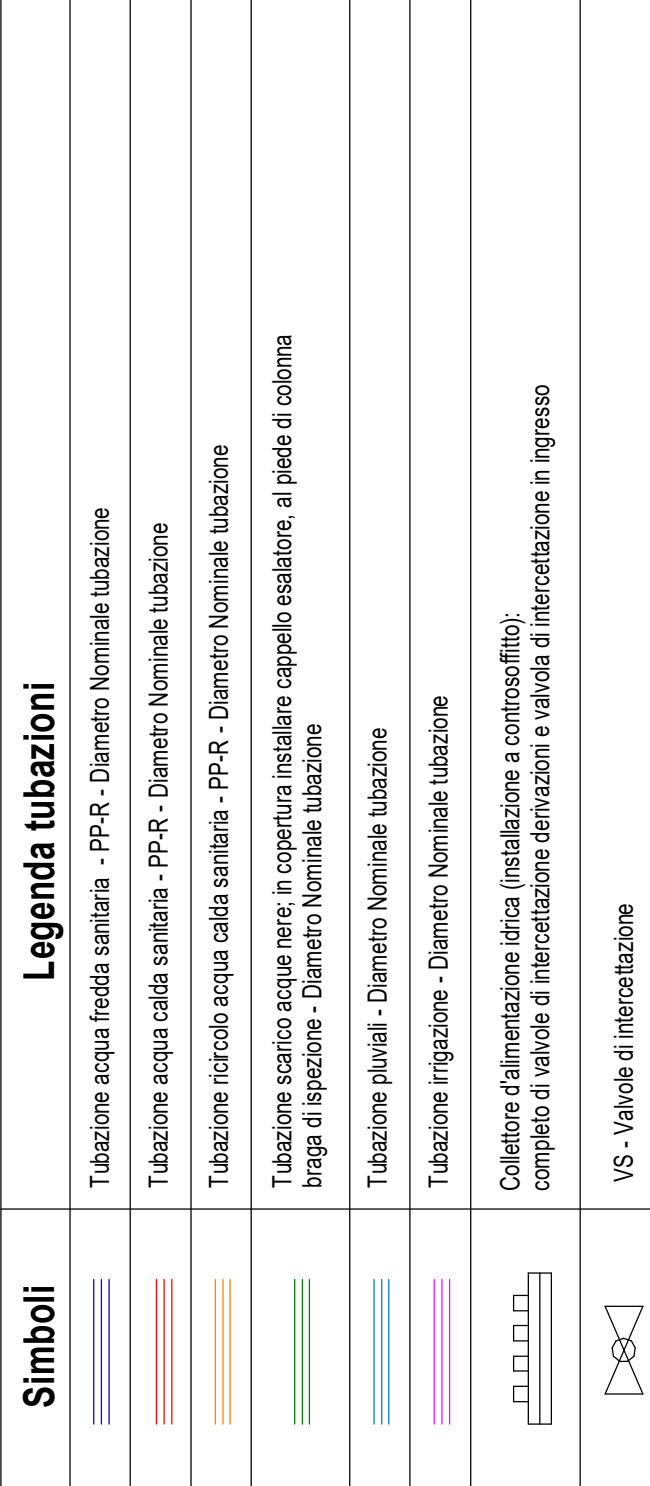 Simboli
Legenda tubazioni
Tubazione acqua fredda sanitaria - PP-R - Diametro Nominale tubazione
Tubazione acqua calda sanitaria - PP-R - Diametro Nominale tubazione
Tubazione ricircolo acqua calda sanitaria - PP-R - Diametro Nominale tubazione
Tubazione scarico acque nere; in copertura installare cappello esalatore, al piede di colonna
braga di ispezione - Diametro Nominale tubazione
Tubazione pluviali - Diametro Nominale tubazione
Tubazione irrigazione - Diametro Nominale tubazione
Collettore d'alimentazione idrica (installazione a controsoffitto):
completo di valvole di intercettazione derivazioni e valvola di intercettazione in ingresso
VS - Valvole di intercettazione